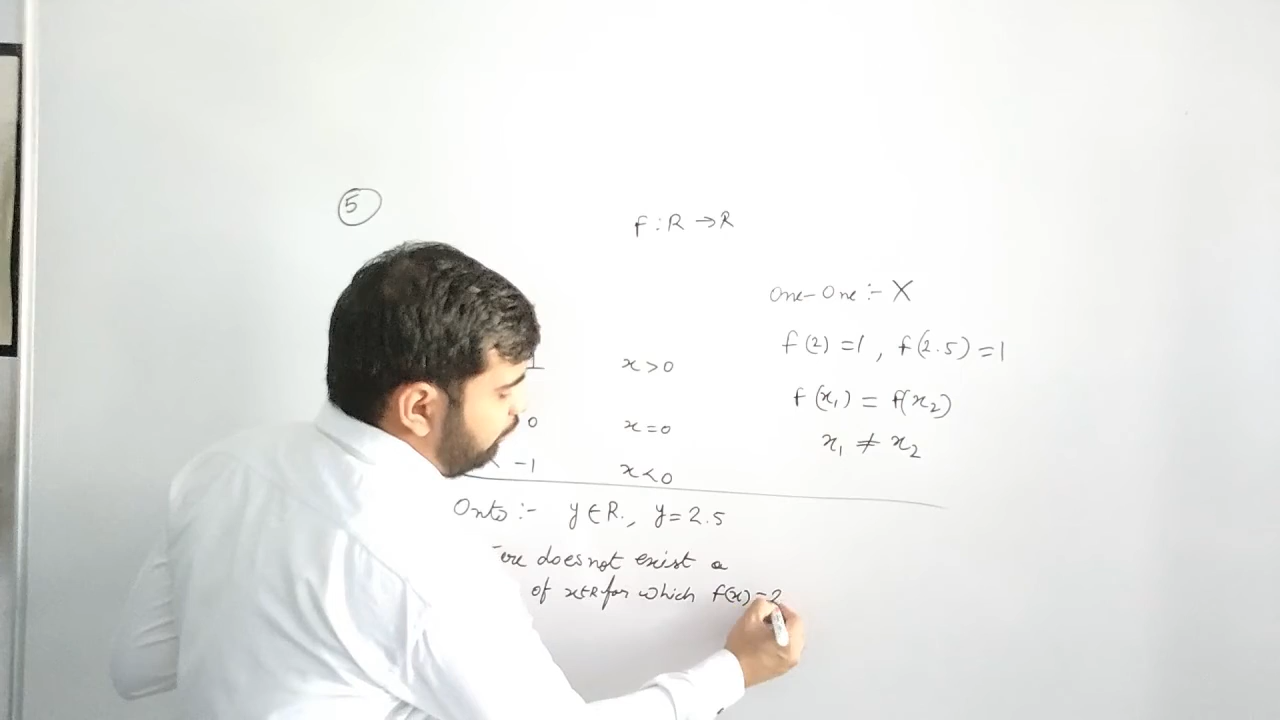 5
f : R → R
One-One :- X
f(2) = 1, f(2.5) = 1
1 x > 0
f(x₁) = f(x₂)
0 x = 0
x₁ ≠ x₂
-1 x < 0
Onto :- y ∈ R., y = 2.5
ere does not exist a
of x∈R for which f(x) = 2